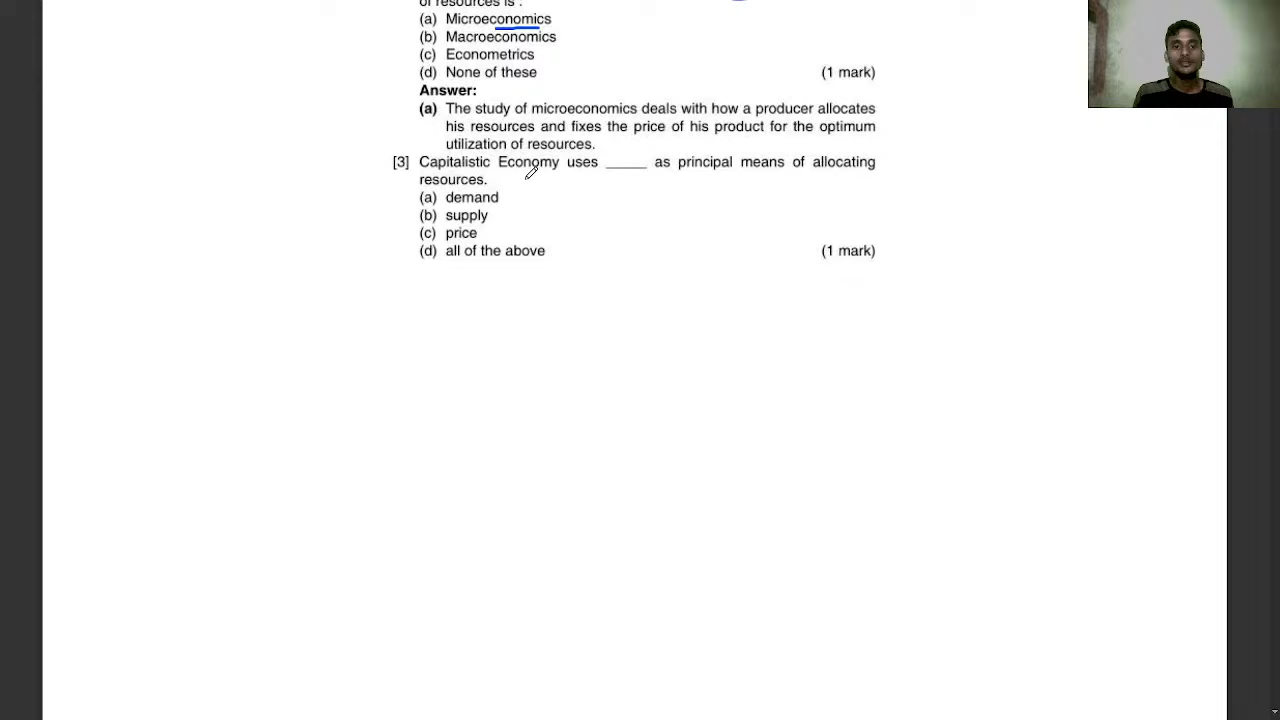 of resources is :
(a) Microeconomics
(b) Macroeconomics
(c) Econometrics
(d) None of these (1 mark)
Answer:
(a) The study of microeconomics deals with how a producer allocates
his resources and fixes the price of his product for the optimum
utilization of resources.
[3] Capitalistic Economy uses _____ as principal means of allocating
resources.
(a) demand
(b) supply
(c) price
(d) all of the above (1 mark)